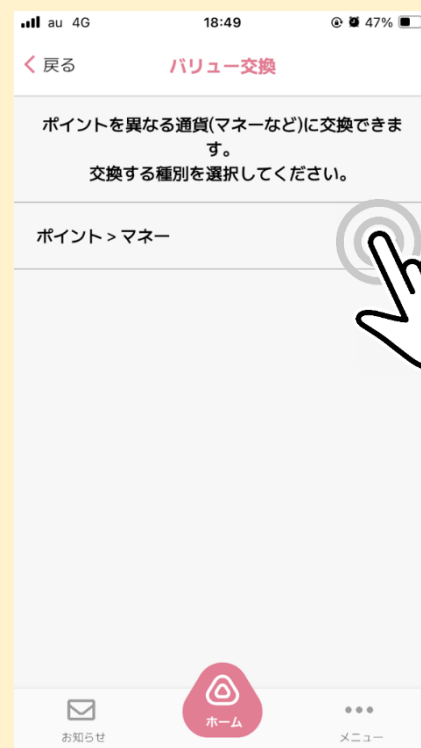 au 4G 18:49 47%
戻る バリュー交換
ポイントを異なる通貨(マネーなど)に交換できま
す。
交換する種別を選択してください。
ポイント > マネー
お知らせ ホーム メニュー